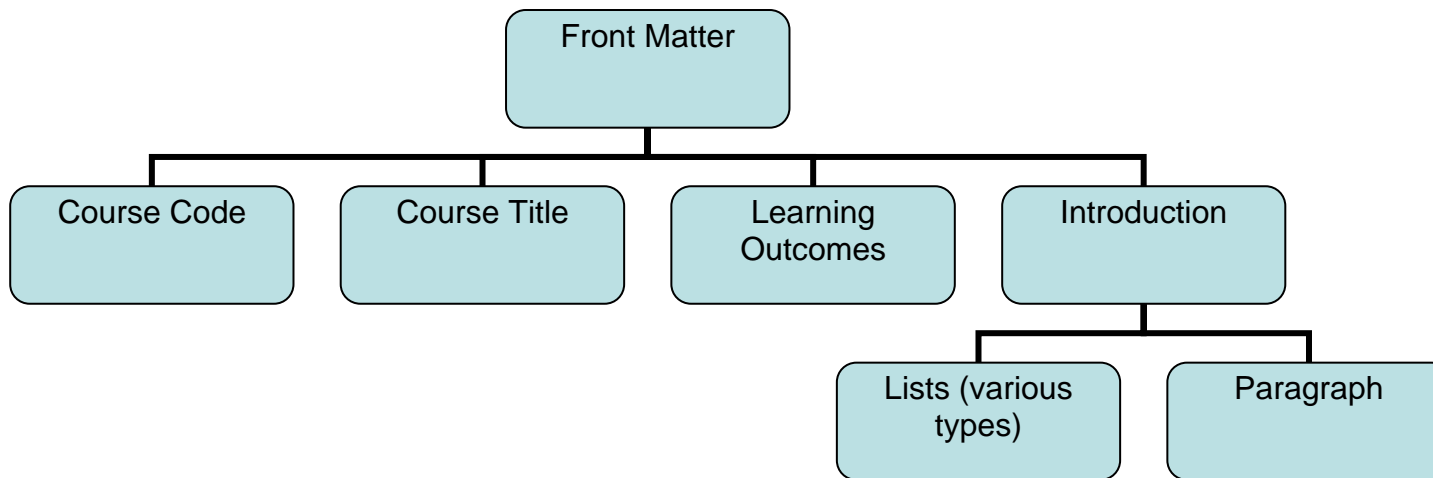 Front Matter
Course Code
Course Title
Learning
Outcomes
Introduction
Lists (various
types)
Paragraph